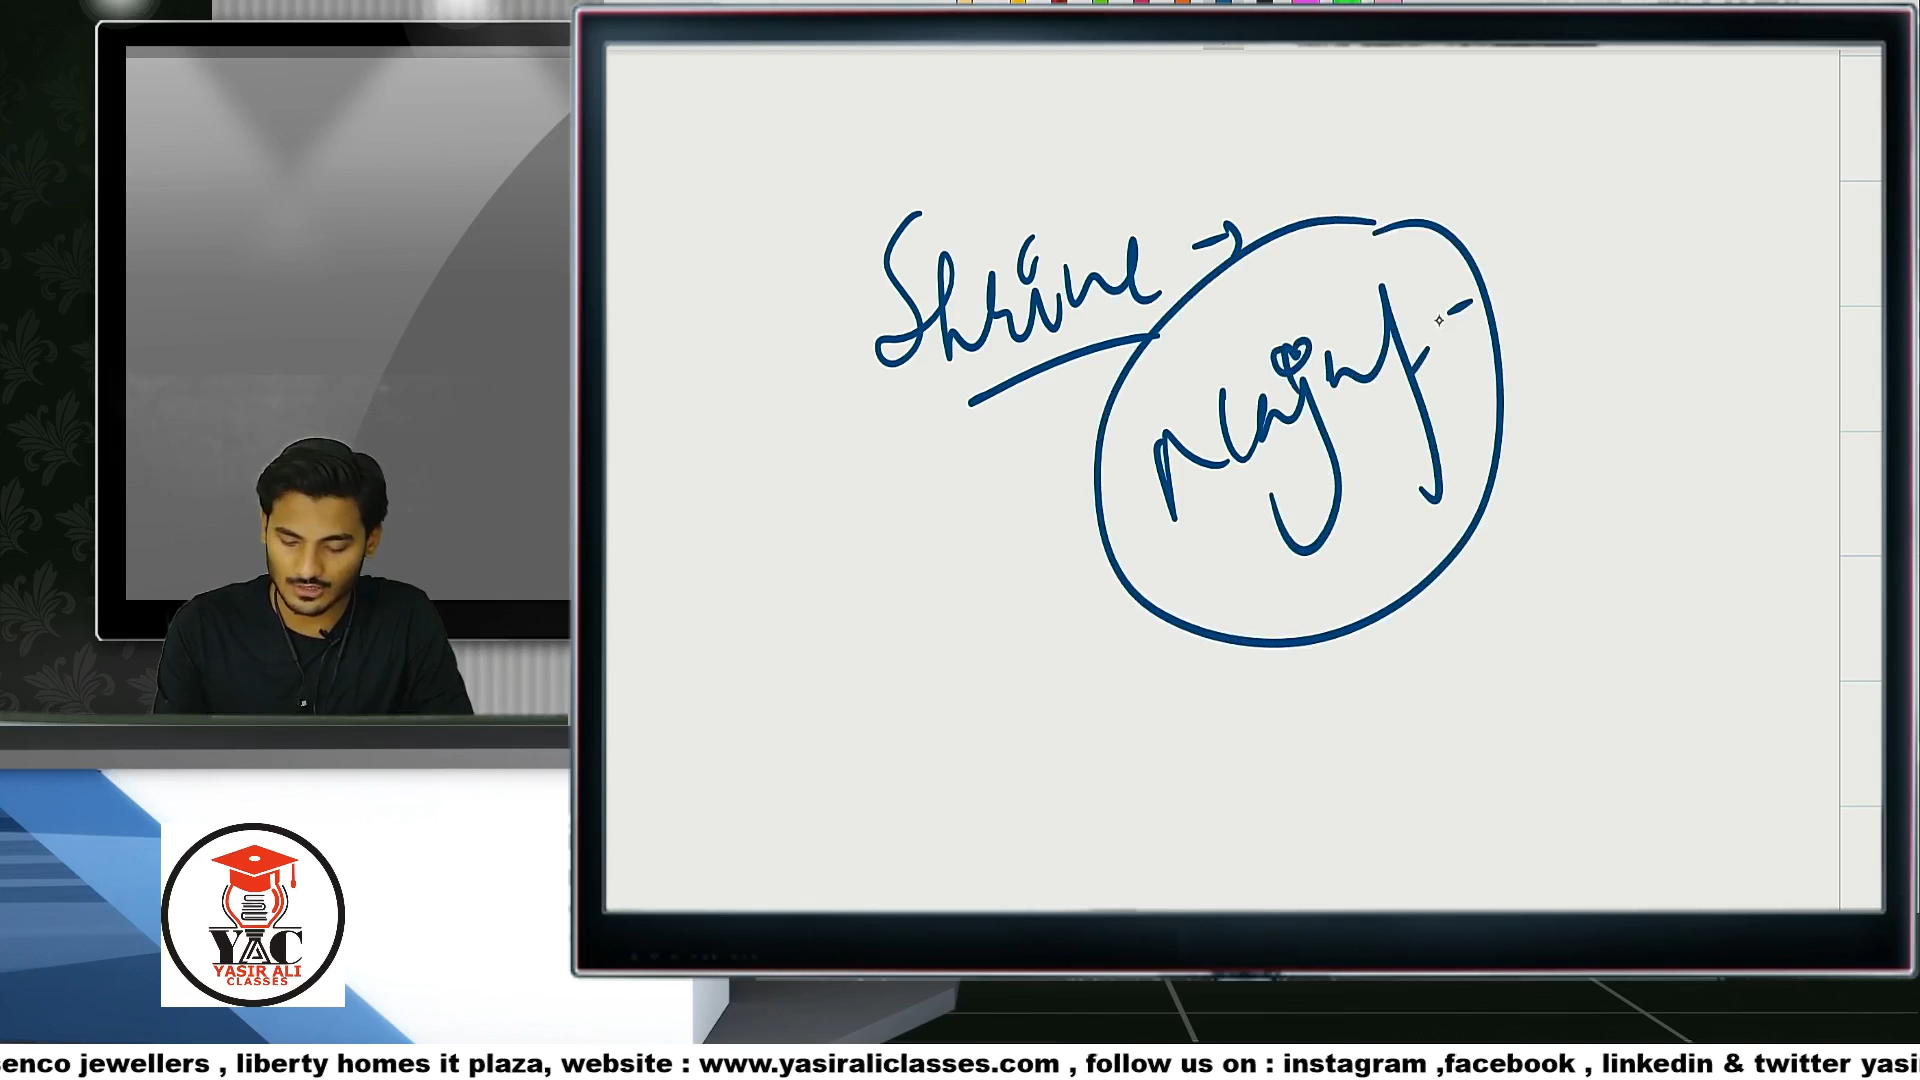 Shrine →
Najaf
YAC
YASIR ALI
CLASSES
senco jewellers , liberty homes it plaza, website : www.yasiraliclasses.com , follow us on : instagram ,facebook , linkedin & twitter yasi